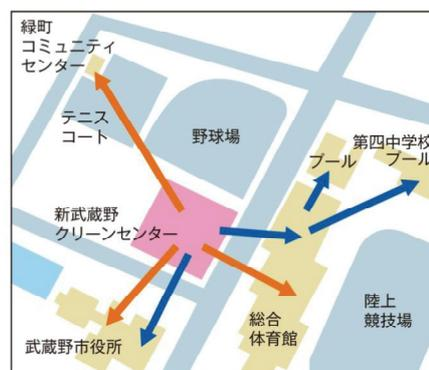 緑町
コミュニティ
センター
テニス
コート
野球場
第四中学校
プール
プール
新武蔵野
クリーンセンター
総合
体育館
陸上
競技場
武蔵野市役所